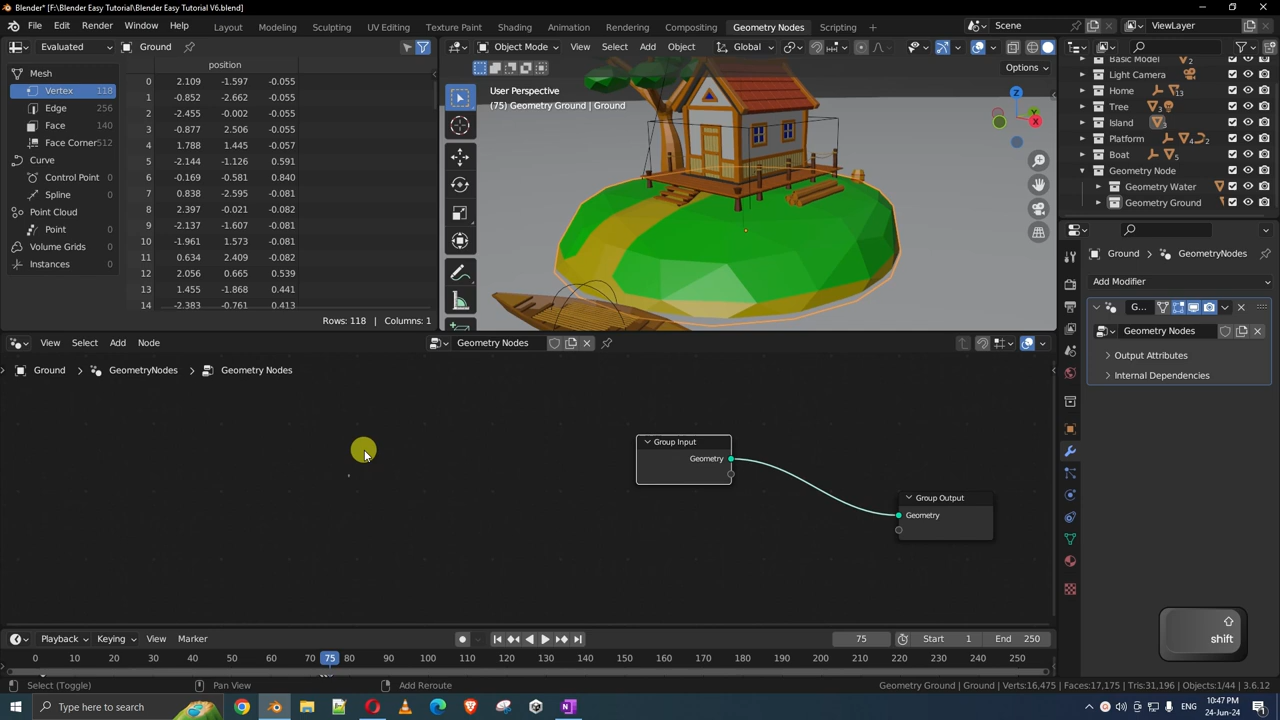 Blender* [F:\Blender Easy Tutorial\Blender Easy Tutorial V6.blend]
File Edit Render Window Help Layout Modeling Sculpting UV Editing Texture Paint Shading Animation Rendering Compositing Geometry Nodes Scene ViewLayer
Evaluated Ground
position
Mesh
Vertex 118
Edge 256
Face 140
Face Corner 512
Curve
Control Point 0
Spline 0
Point Cloud
Point 0
Volume Grids 0
Instances 0
0 2.109 -1.597 -0.055
1 -0.852 -2.662 -0.055
2 -2.455 -0.002 -0.055
3 -0.877 2.506 -0.055
4 1.788 1.445 -0.057
5 -2.144 -1.126 0.591
6 -0.169 -0.581 0.840
7 0.838 -2.595 -0.081
8 2.397 -0.021 -0.082
9 -2.137 -1.607 -0.081
10 -1.961 1.573 -0.081
11 0.634 2.409 -0.082
12 2.056 0.665 0.539
13 1.455 -1.868 0.441
14 -2.383 -0.761 0.413
Rows: 118 | Columns: 1
Object Mode View Select Add Object Global
Options
User Perspective
(75) Geometry Ground | Ground
Z
Y
X
Basic Model 2
Light Camera
Home 13
Tree 3
Island 3
Platform 4 2
Boat 5
Geometry Node
Geometry Water
Geometry Ground
Ground GeometryNodes
Add Modifier
G...
Geometry Nodes
Output Attributes
Internal Dependencies
View Select Add Node Geometry Nodes
Ground GeometryNodes Geometry Nodes
Group Input
Geometry
Group Output
Geometry
shift
Playback Keying View Marker 75 Start 1 End 250
0 10 20 30 40 50 60 70 75 80 90 100 110 120 130 140 150 160 170 180 190 200 210 220 230 240 250
Select (Toggle) Pan View Add Reroute Geometry Ground | Ground Verts:16,475 | Faces:17,175 | Tris:31,196 | Objects:1/44 | 3.6.12
Type here to search
10:47 PM
24-Jun-24